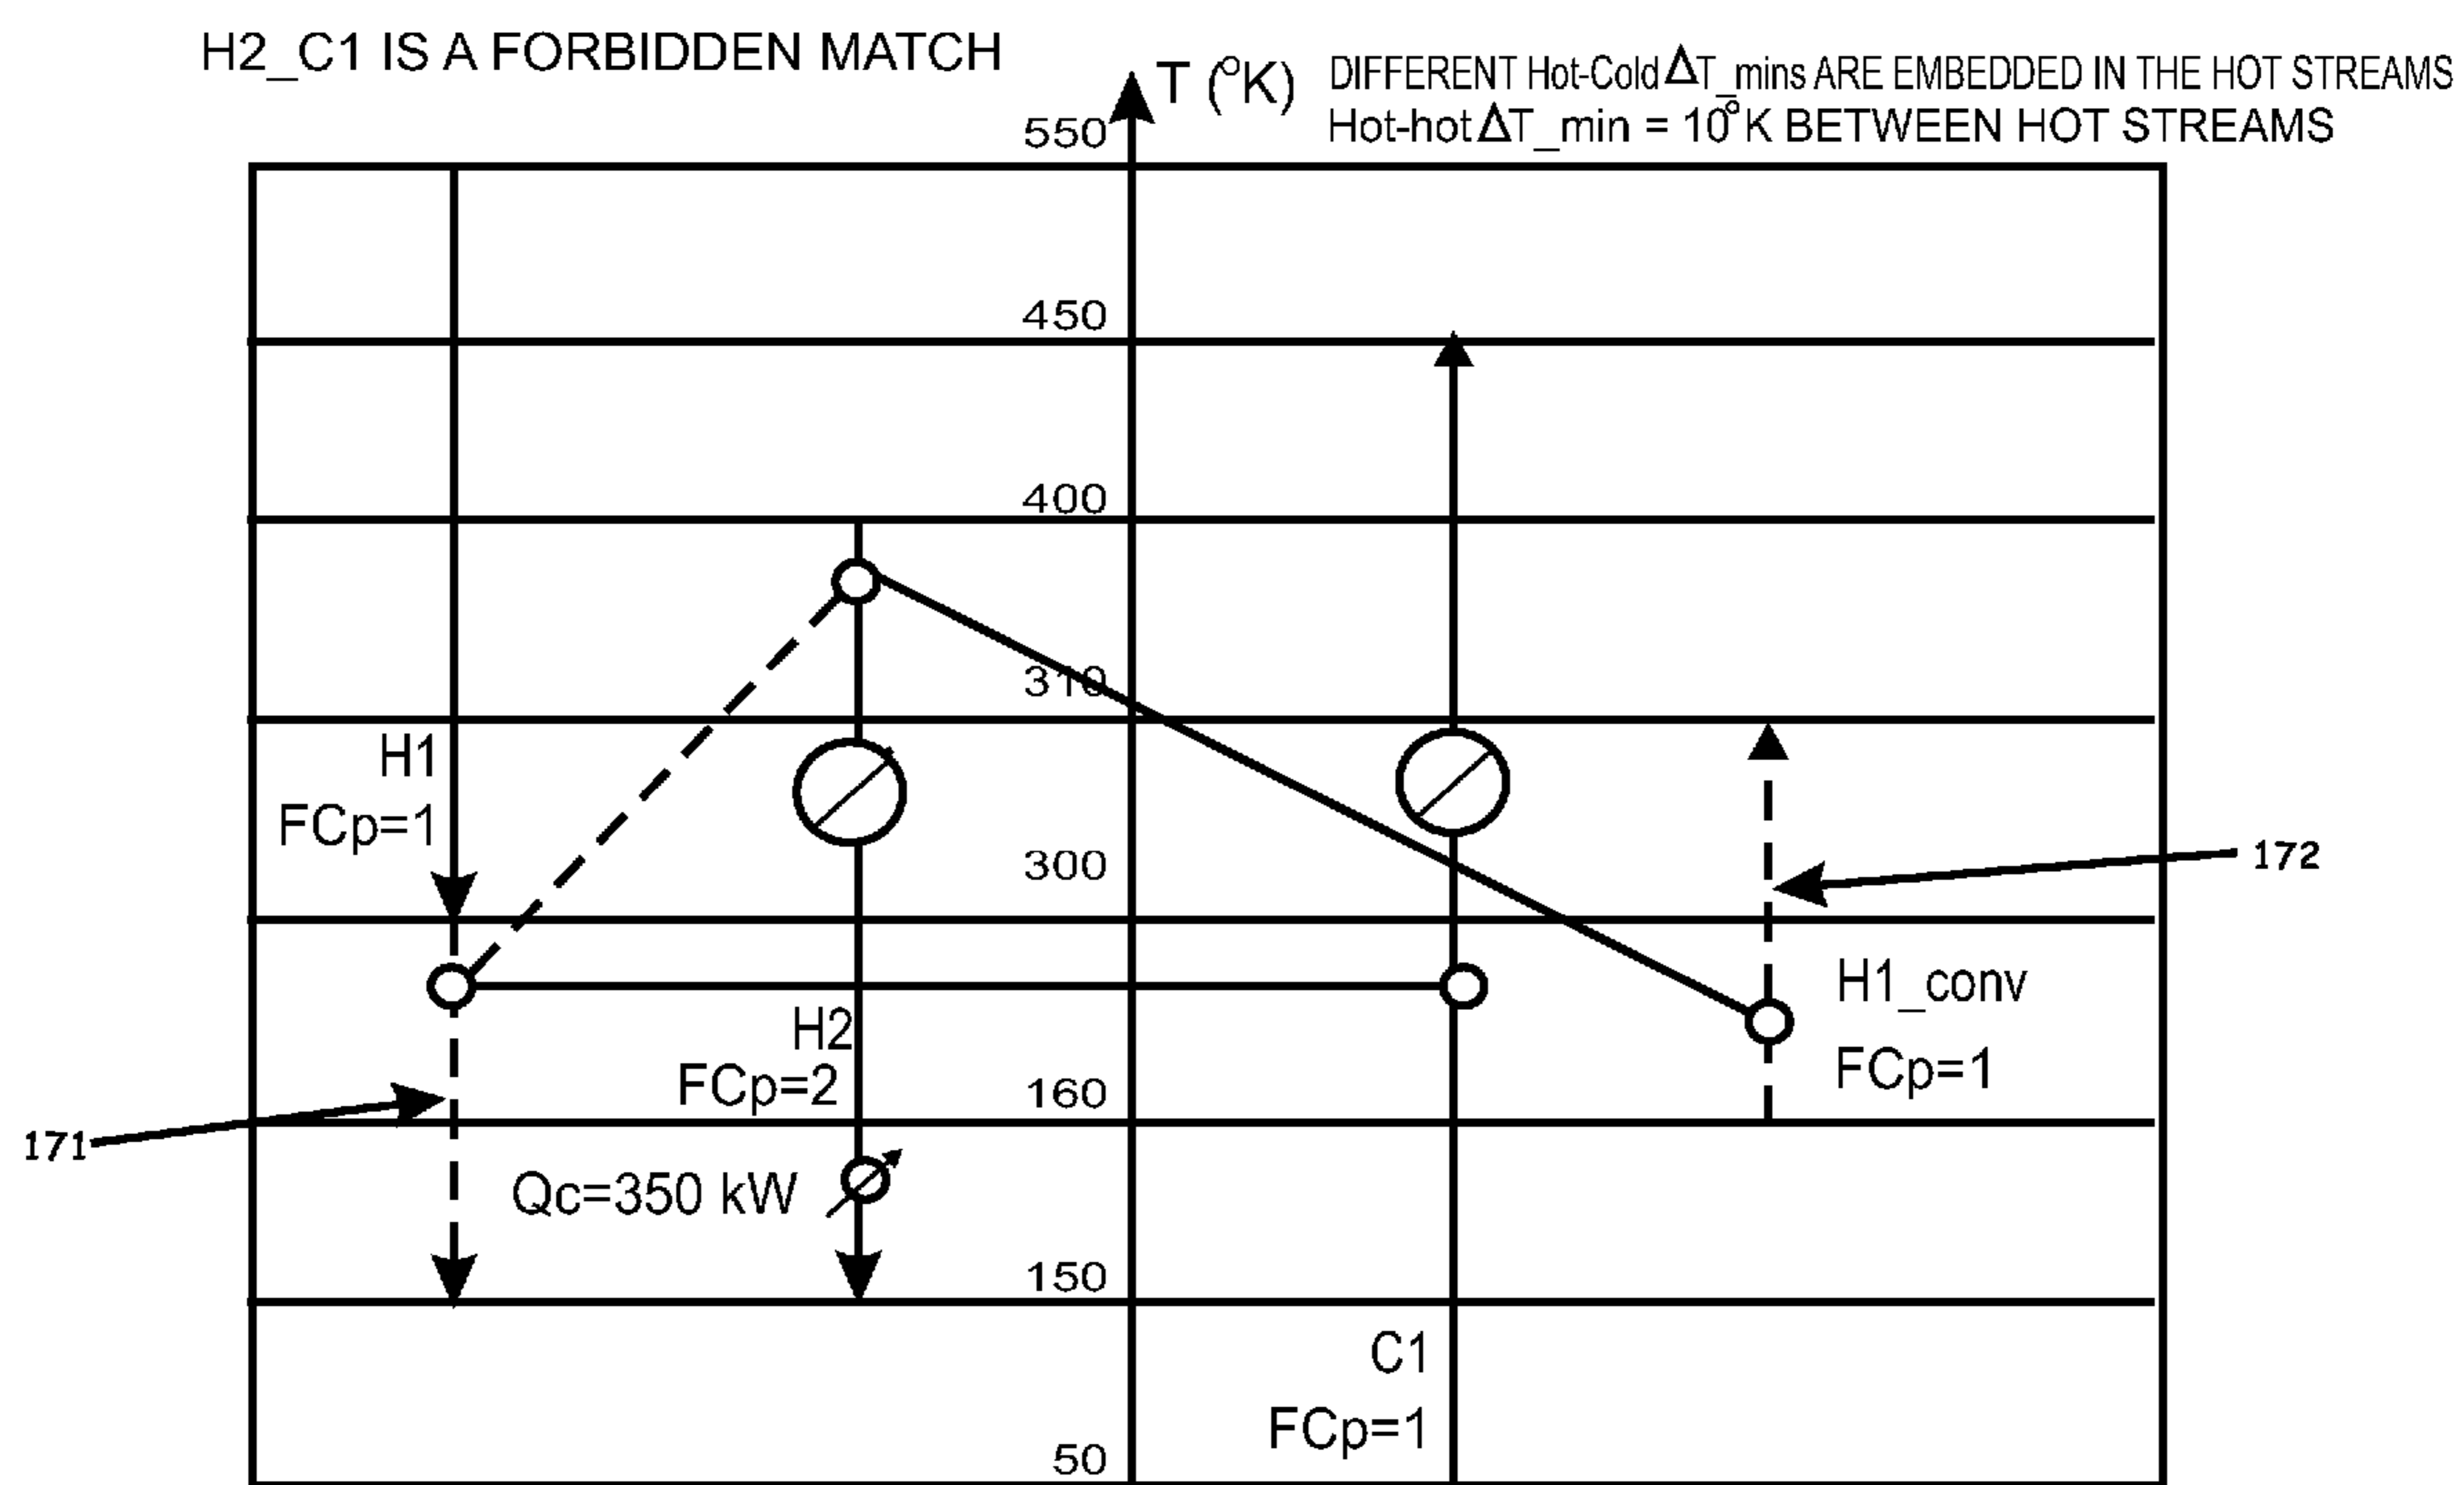 H2_C1 IS A FORBIDDEN MATCH
T (°K)
DIFFERENT Hot-Cold ΔT_mins ARE EMBEDDED IN THE HOT STREAMS
Hot-hot ΔT_min = 10°K BETWEEN HOT STREAMS
550
450
400
310
H1
FCp=1
300
172
H1_conv
FCp=1
H2
FCp=2
160
171
Qc=350 kW
150
C1
FCp=1
50